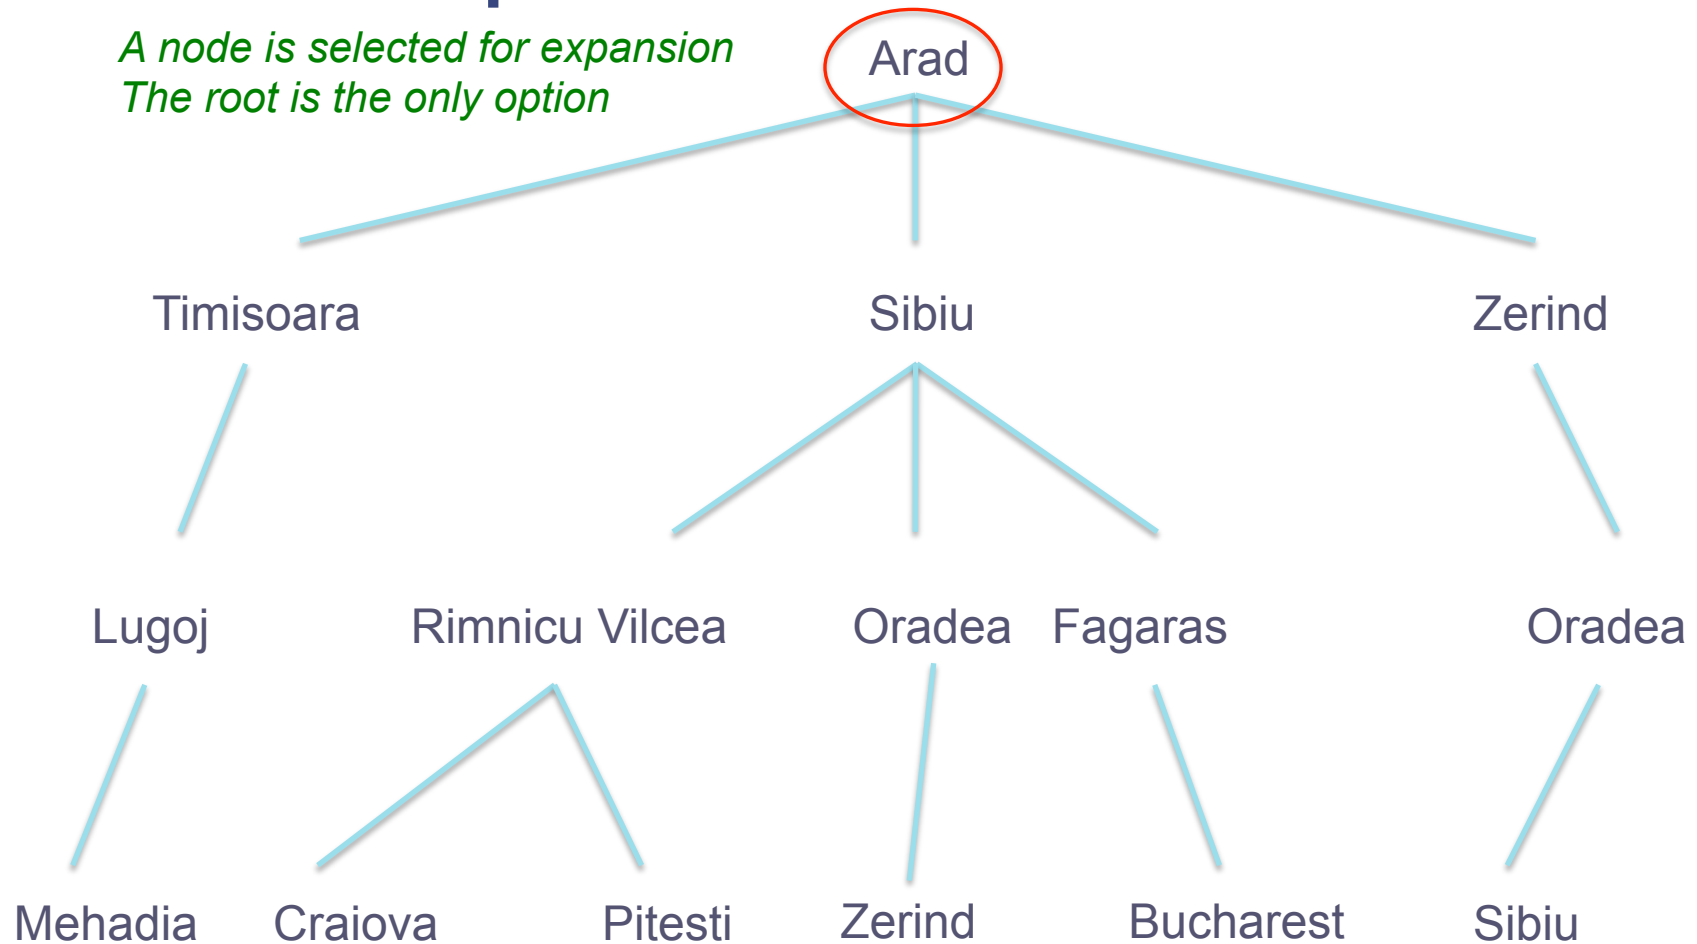 A node is selected for expansion
The root is the only option
Arad
Timisoara Sibiu Zerind
Lugoj Rimnicu Vilcea Oradea Fagaras Oradea
Mehadia Craiova Pitesti Zerind Bucharest Sibiu